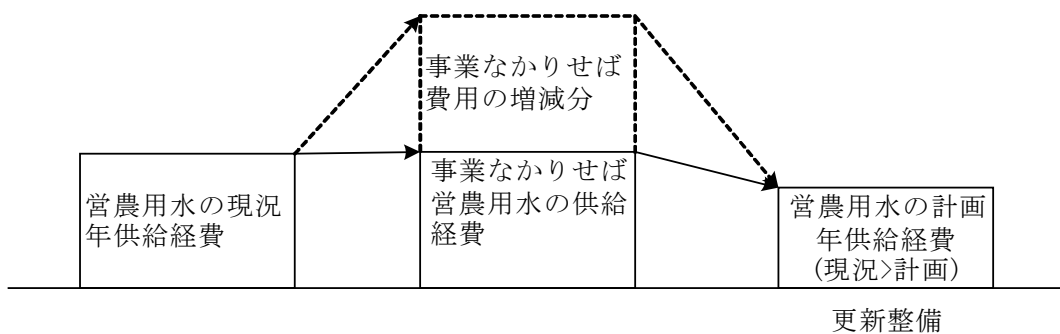 事業なかりせば
費用の増減分
営農用水の現況
年供給経費
事業なかりせば
営農用水の供給
経費
営農用水の計画
年供給経費
(現況>計画)
更新整備